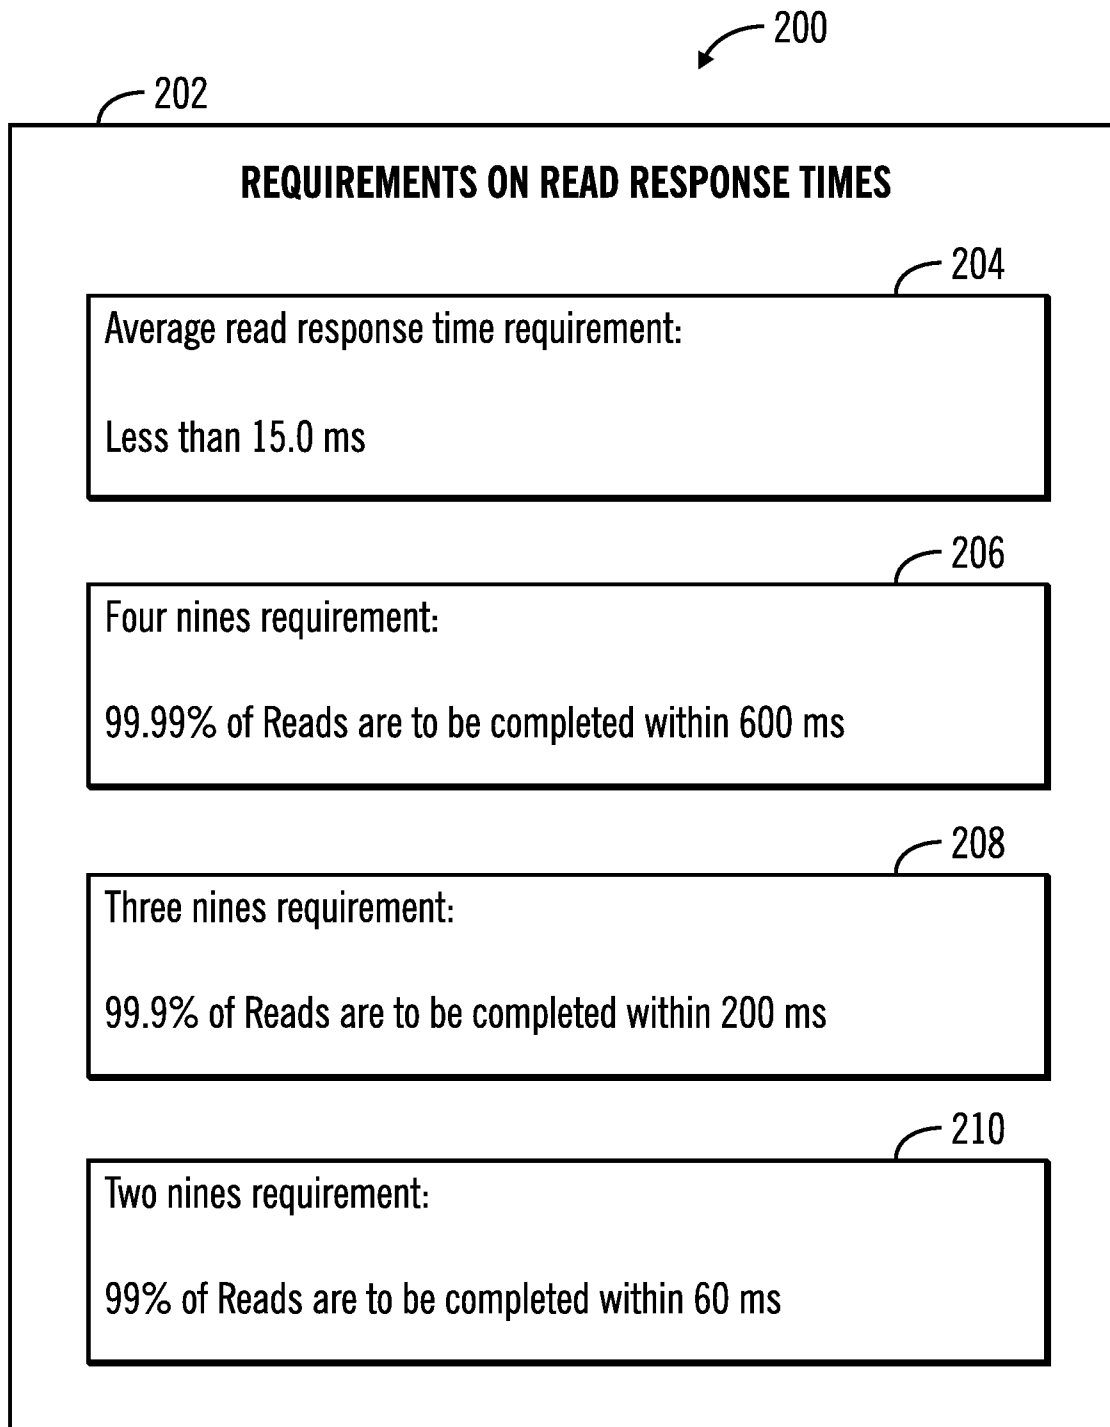 200
202
REQUIREMENTS ON READ RESPONSE TIMES
204
Average read response time requirement:
Less than 15.0 ms
206
Four nines requirement:
99.99% of Reads are to be completed within 600 ms
208
Three nines requirement:
99.9% of Reads are to be completed within 200 ms
210
Two nines requirement:
99% of Reads are to be completed within 60 ms